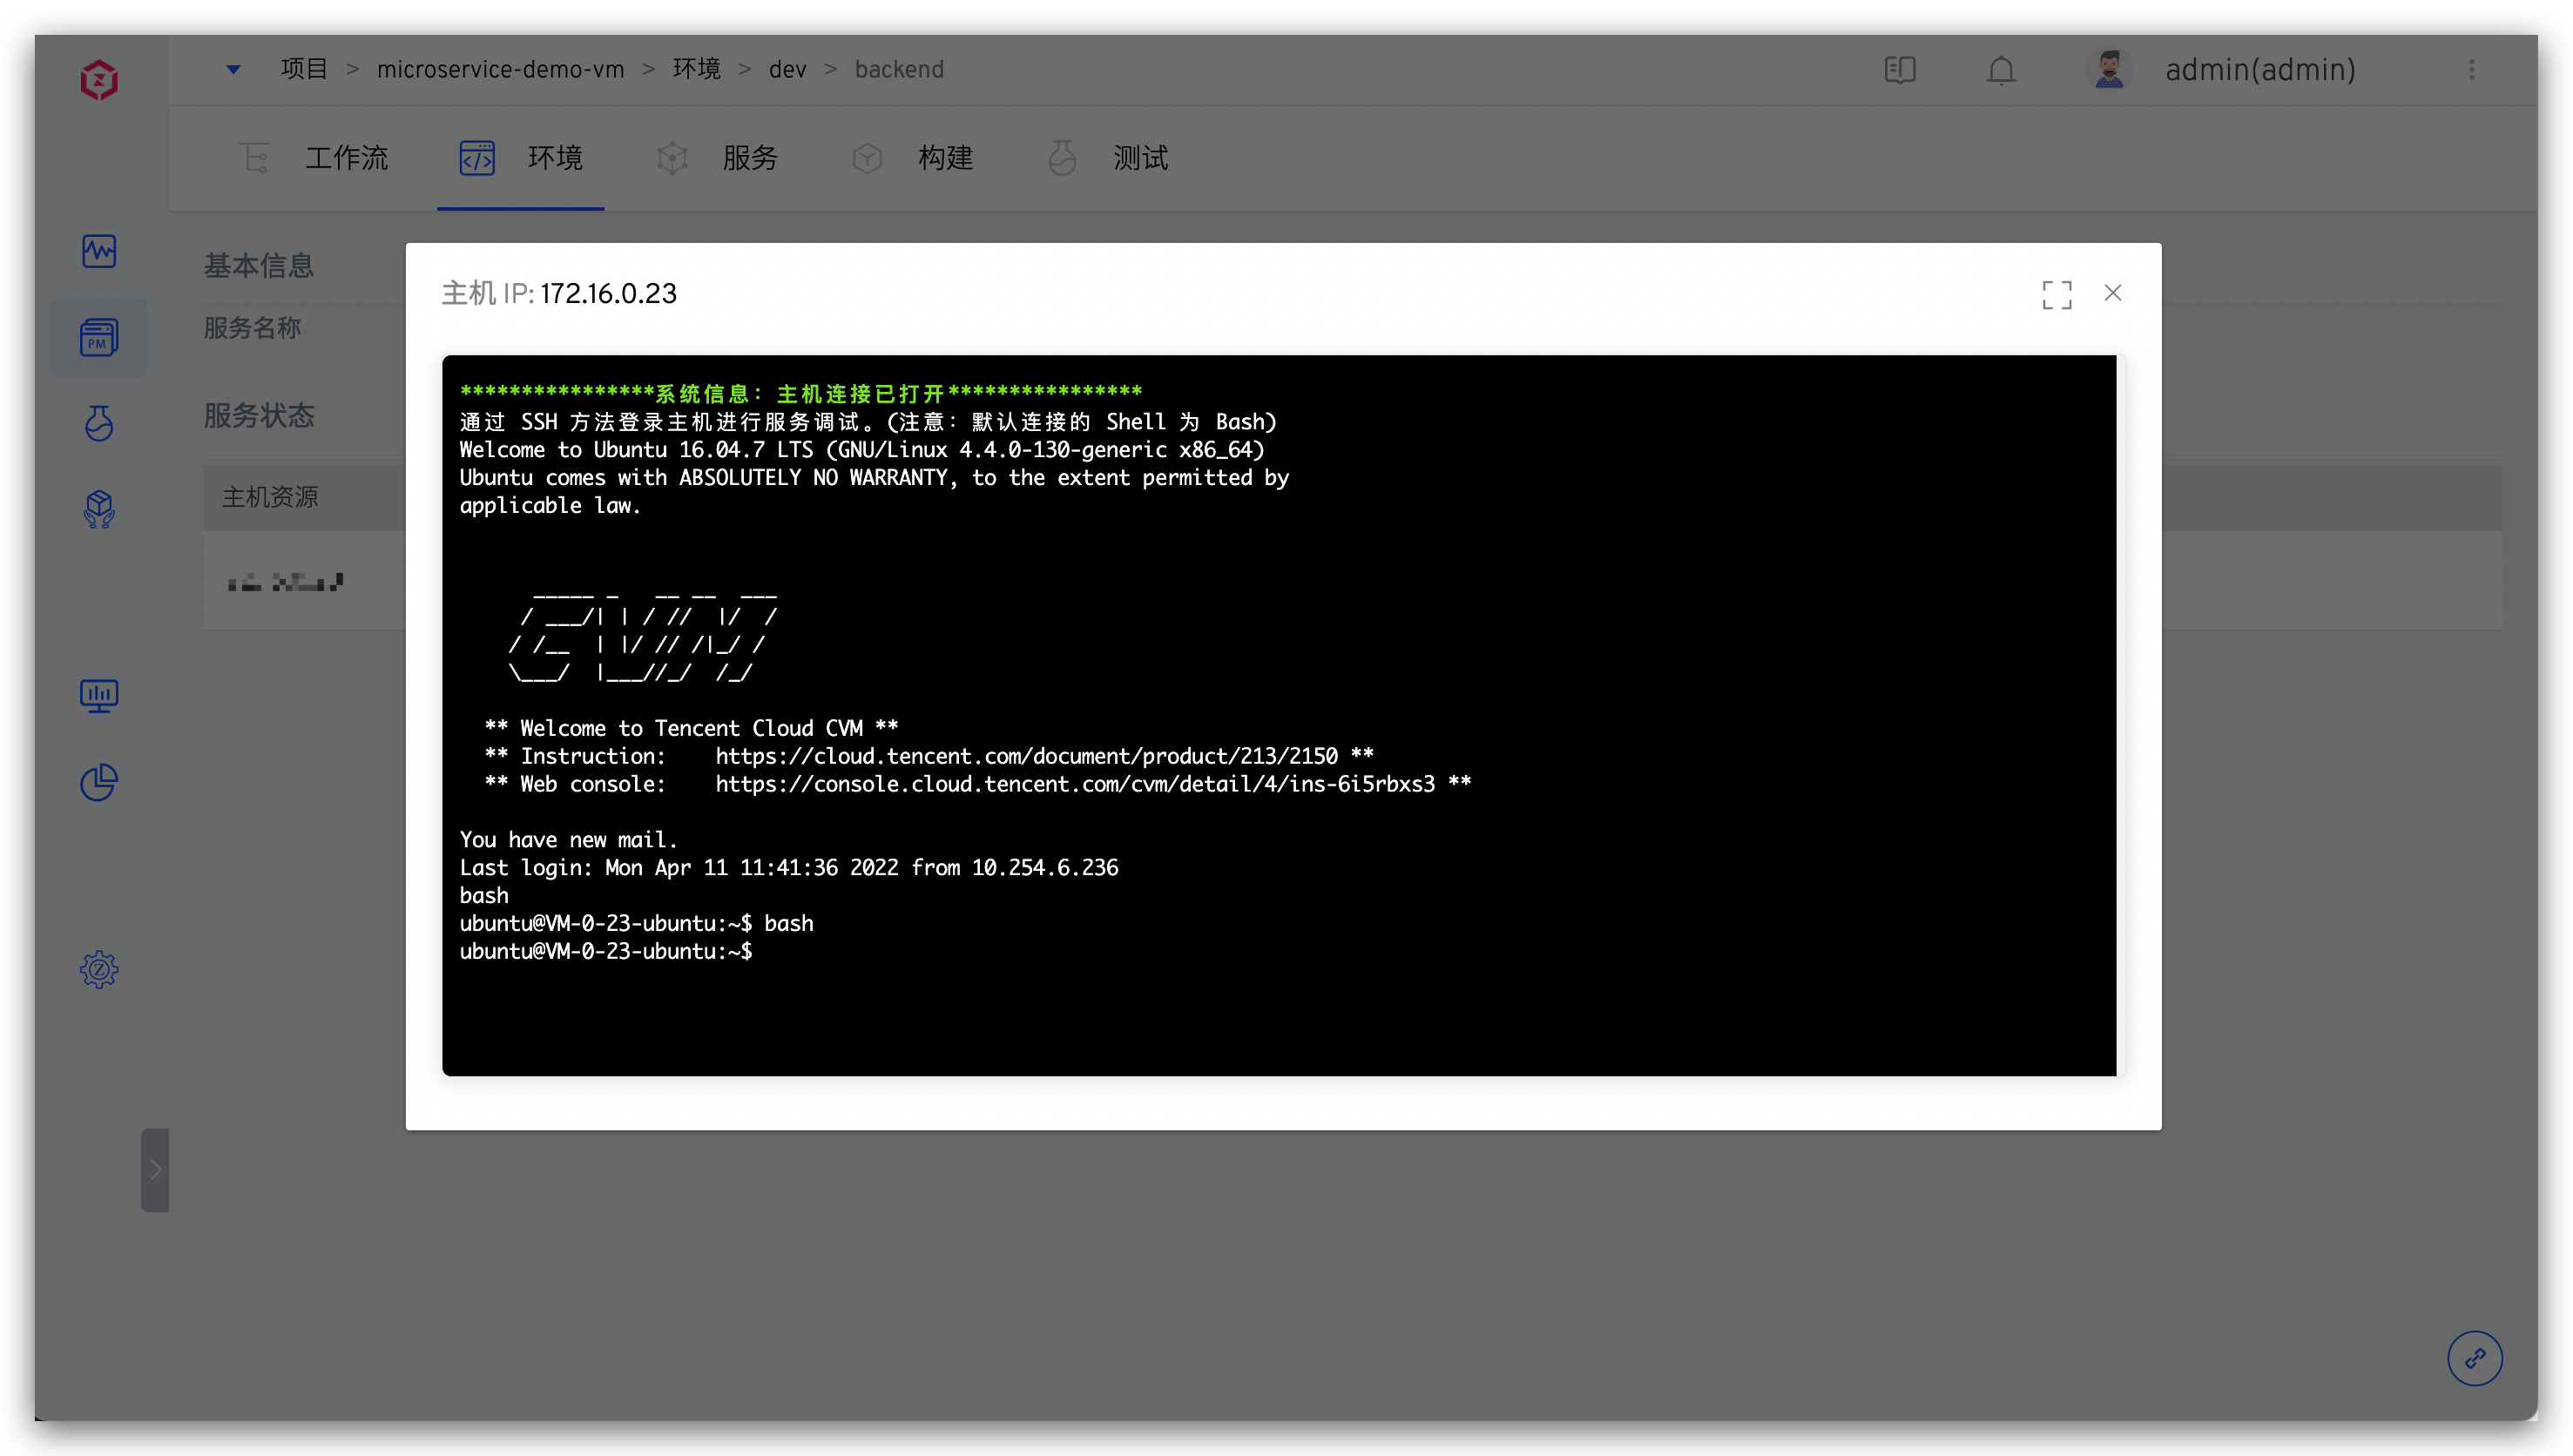 项目 > microservice-demo-vm > 环境 > dev > backend
admin(admin)
工作流 环境 服务 构建 测试
基本信息
服务名称
服务状态
主机资源
PM
主机 IP: 172.16.0.23
****************系统信息: 主机连接已打开****************
通过 SSH 方法登录主机进行服务调试。(注意: 默认连接的 Shell 为 Bash)
Welcome to Ubuntu 16.04.7 LTS (GNU/Linux 4.4.0-130-generic x86_64)
Ubuntu comes with ABSOLUTELY NO WARRANTY, to the extent permitted by
applicable law.
      _____ _   __ __  ___
     / ___/| | / //  |/  /
    / /__  | |/ // /|_/ /
    \___/  |___//_/  /_/
** Welcome to Tencent Cloud CVM **
** Instruction:    https://cloud.tencent.com/document/product/213/2150 **
** Web console:    https://console.cloud.tencent.com/cvm/detail/4/ins-6i5rbxs3 **
You have new mail.
Last login: Mon Apr 11 11:41:36 2022 from 10.254.6.236
bash
ubuntu@VM-0-23-ubuntu:~$ bash
ubuntu@VM-0-23-ubuntu:~$